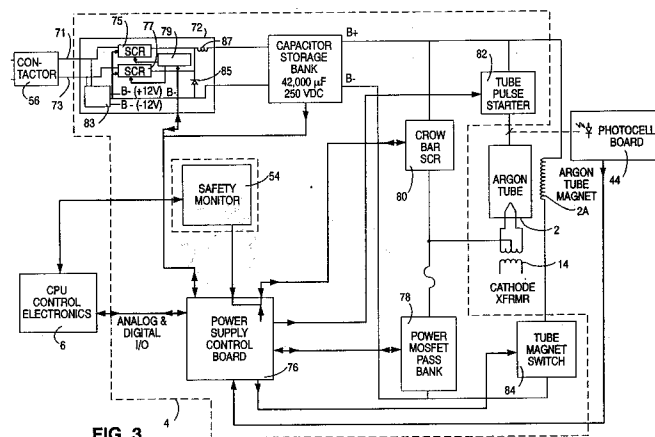 71
75
77
79
72
87
SCR
SCR
CON-
TACTOR
56
73
83
85
B- (+12V) B-
B- (-12V)
CAPACITOR
STORAGE
BANK
42,000 µF
250 VDC
B+
B-
82
TUBE
PULSE
STARTER
PHOTOCELL
BOARD
44
CROW
BAR
SCR
80
ARGON
TUBE
ARGON
TUBE
MAGNET
2A
2
14
CATHODE
XFRMR
54
SAFETY
MONITOR
CPU
CONTROL
ELECTRONICS
6
ANALOG &
DIGITAL
I/O
POWER
SUPPLY
CONTROL
BOARD
76
78
POWER
MOSFET
PASS
BANK
TUBE
MAGNET
SWITCH
84
4
FIG. 3